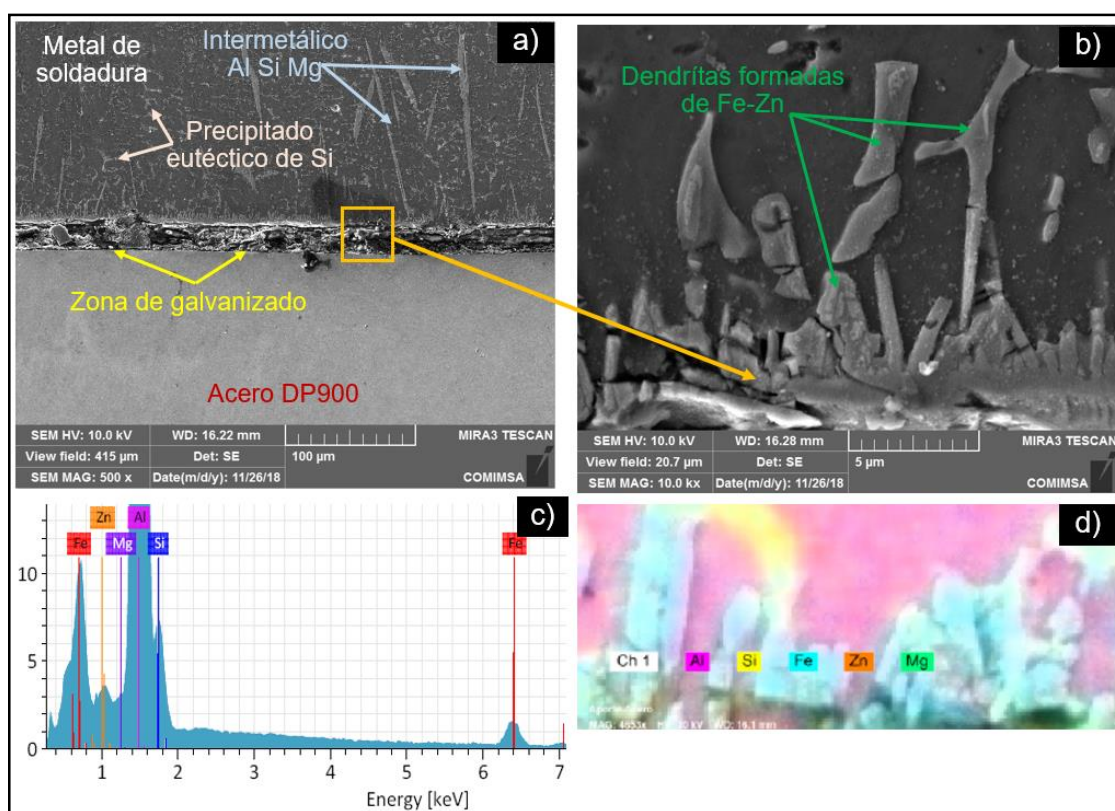 a)
Metal de
soldadura
Intermetálico
Al Si Mg
Precipitado
eutéctico de Si
Zona de galvanizado
Acero DP900
SEM HV: 10.0 kV
WD: 16.22 mm
MIRA3 TESCAN
View field: 415 µm
Det: SE
100 µm
SEM MAG: 500 x
Date(m/d/y): 11/26/18
COMIMSA
b)
Dendrítas formadas
de Fe-Zn
SEM HV: 10.0 kV
WD: 16.28 mm
MIRA3 TESCAN
View field: 20.7 µm
Det: SE
5 µm
SEM MAG: 10.0 kx
Date(m/d/y): 11/26/18
COMIMSA
c)
Zn
Al
Fe
Mg
Si
Fe
10
5
0
1
2
3
4
5
6
7
Energy [keV]
d)
Ch 1
Al
Si
Fe
Zn
Mg